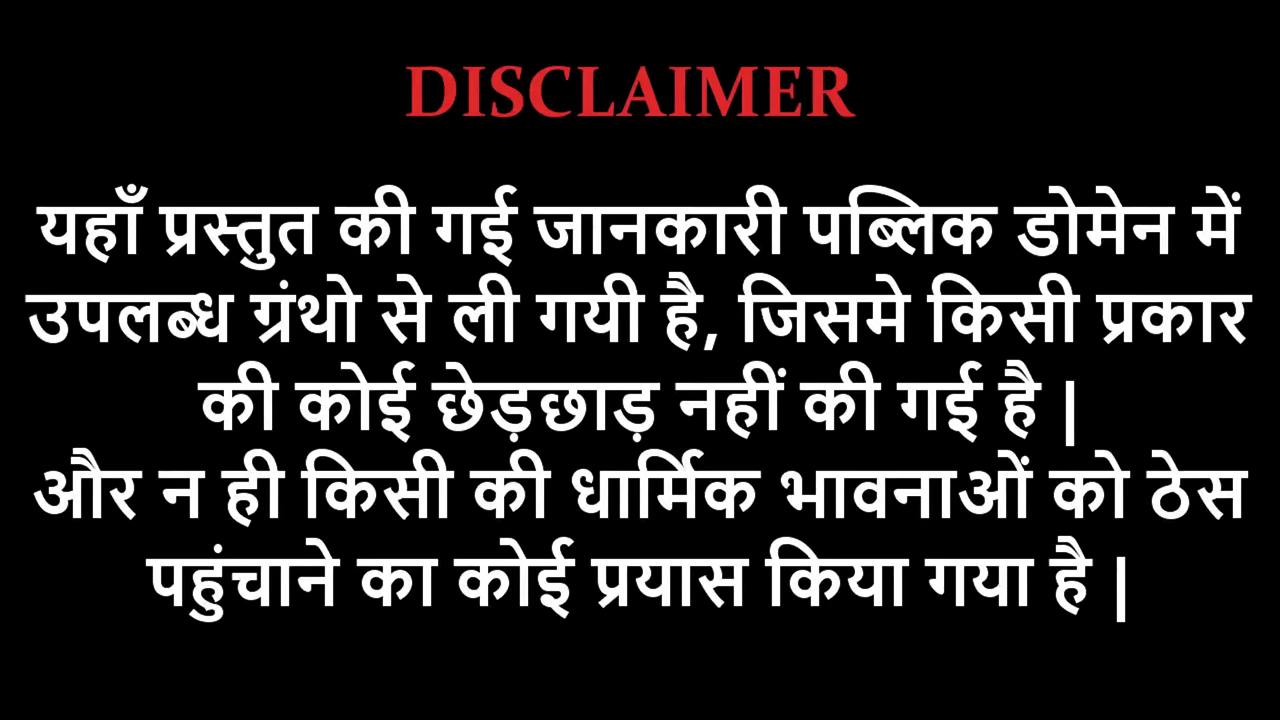 DISCLAIMER
यहाँ प्रस्तुत की गई जानकारी पब्लिक डोमेन में
उपलब्ध ग्रंथो से ली गयी है, जिसमे किसी प्रकार
की कोई छेड़छाड़ नहीं की गई है |
और न ही किसी की धार्मिक भावनाओं को ठेस
पहुंचाने का कोई प्रयास किया गया है |